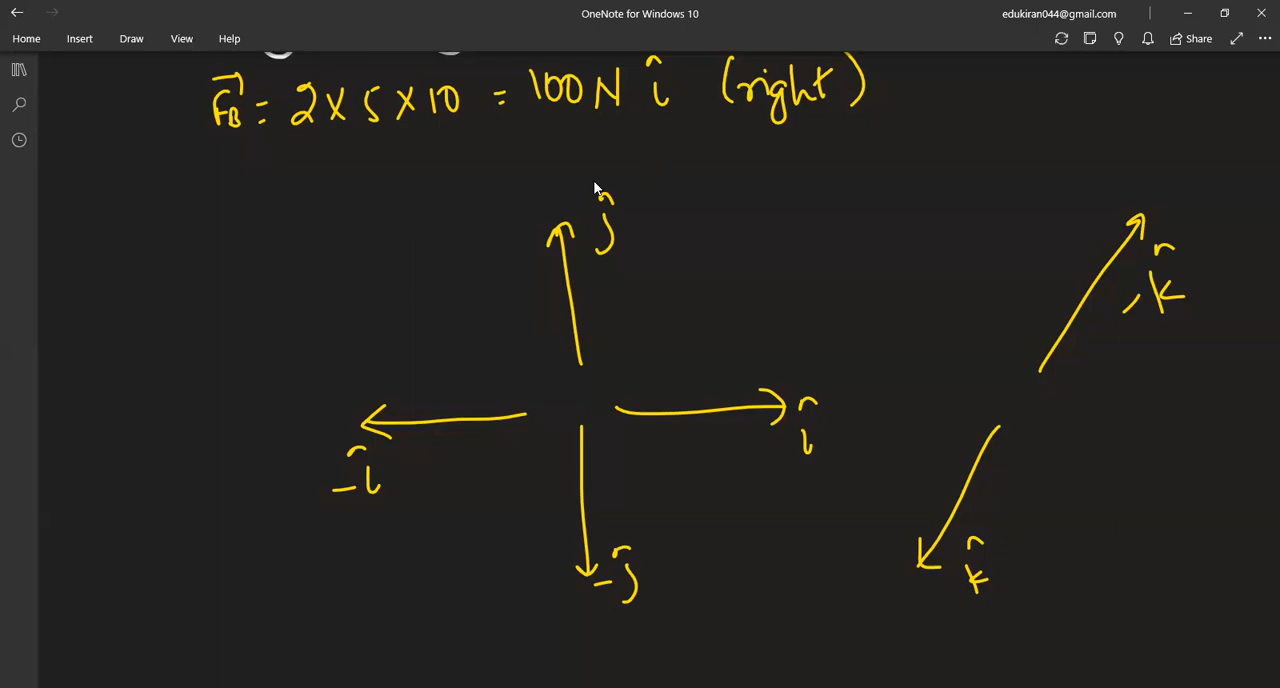 OneNote for Windows 10
edukiran044@gmail.com
Home Insert Draw View Help
Share
F⃗B = 2 × 5 × 10 = 100 N î (right)
ĵ
k̂
î
-î
-ĵ
k̂